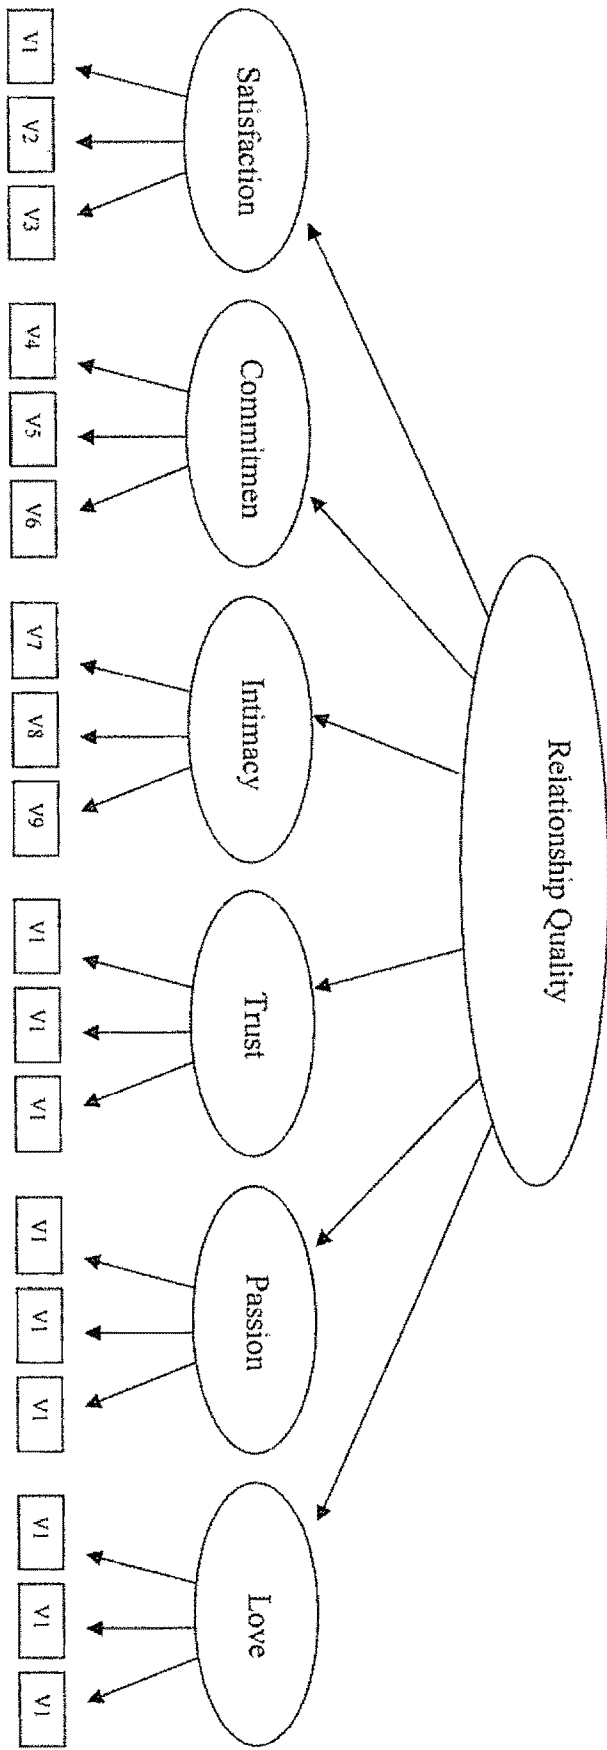 Relationship Quality
Satisfaction
Commitmen
Intimacy
Trust
Passion
Love
V1
V2
V3
V4
V5
V6
V7
V8
V9
V1
V1
V1
V1
V1
V1
V1
V1
V1